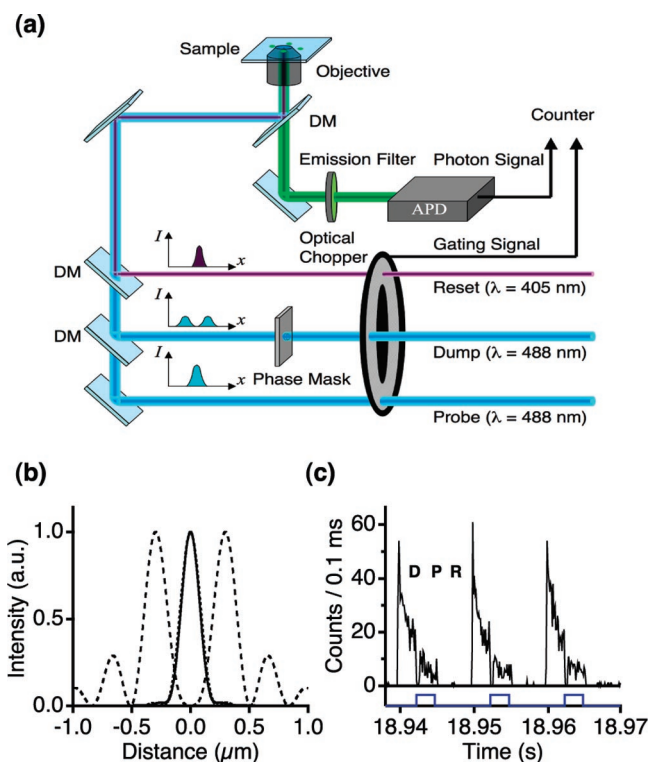 (a)
Sample
Objective
DM
Counter
Emission Filter
Photon Signal
APD
Optical
Chopper
Gating Signal
I
x
DM
Reset (λ = 405 nm)
I
x
DM
Dump (λ = 488 nm)
I
x
Phase Mask
Probe (λ = 488 nm)
(b)
Intensity (a.u.)
1.0
0.5
0.0
-1.0
-0.5
0.0
0.5
1.0
Distance (µm)
(c)
Counts / 0.1 ms
60
40
20
0
D P R
18.94
18.95
18.96
18.97
Time (s)